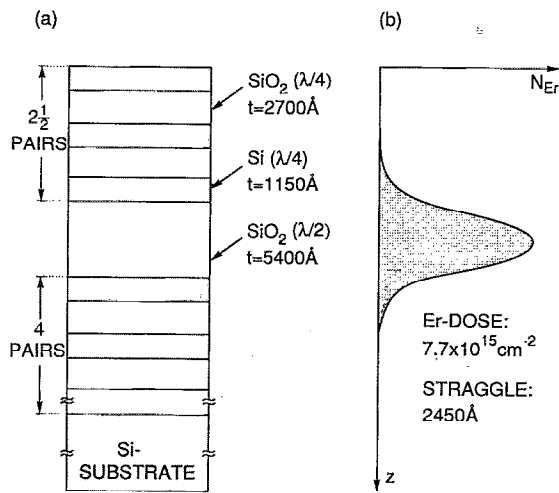 (a)
(b)
N_Er
2½
PAIRS
SiO₂ (λ/4)
t=2700Å
Si (λ/4)
t=1150Å
SiO₂ (λ/2)
t=5400Å
4
PAIRS
Si-
SUBSTRATE
Er-DOSE:
7.7x10¹⁵cm⁻²
STRAGGLE:
2450Å
z